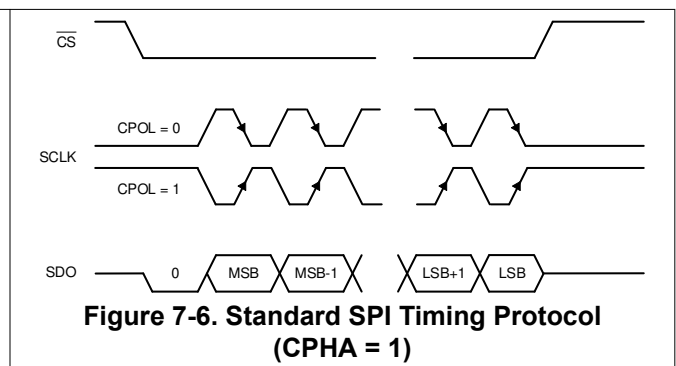 CS
CPOL = 0
SCLK
CPOL = 1
SDO 0 MSB MSB-1 LSB+1 LSB
Figure 7-6. Standard SPI Timing Protocol
(CPHA = 1)